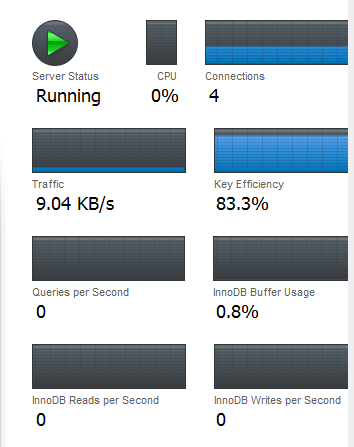 Server Status CPU Connections
Running 0% 4
Traffic Key Efficiency
9.04 KB/s 83.3%
Queries per Second InnoDB Buffer Usage
0 0.8%
InnoDB Reads per Second InnoDB Writes per Second
0 0